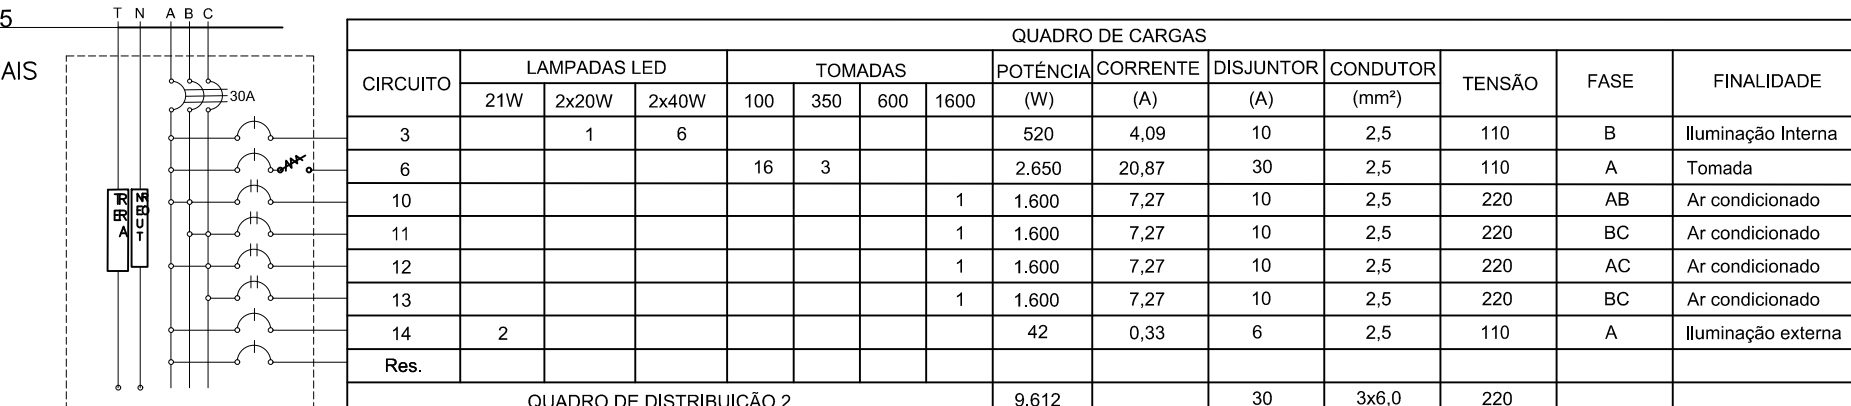 5
T N A B C
AIS
30A
TERRA
NEUTRO
QUADRO DE CARGAS
CIRCUITO LAMPADAS LED TOMADAS POTÉNCIA CORRENTE DISJUNTOR CONDUTOR TENSÃO FASE FINALIDADE
21W 2x20W 2x40W 100 350 600 1600 (W) (A) (A) (mm²)
3 1 6 520 4,09 10 2,5 110 B Iluminação Interna
6 16 3 2.650 20,87 30 2,5 110 A Tomada
10 1 1.600 7,27 10 2,5 220 AB Ar condicionado
11 1 1.600 7,27 10 2,5 220 BC Ar condicionado
12 1 1.600 7,27 10 2,5 220 AC Ar condicionado
13 1 1.600 7,27 10 2,5 220 BC Ar condicionado
14 2 42 0,33 6 2,5 110 A Iluminação externa
Res.
QUADRO DE DISTRIBUIÇÃO 2 9.612 30 3x6,0 220